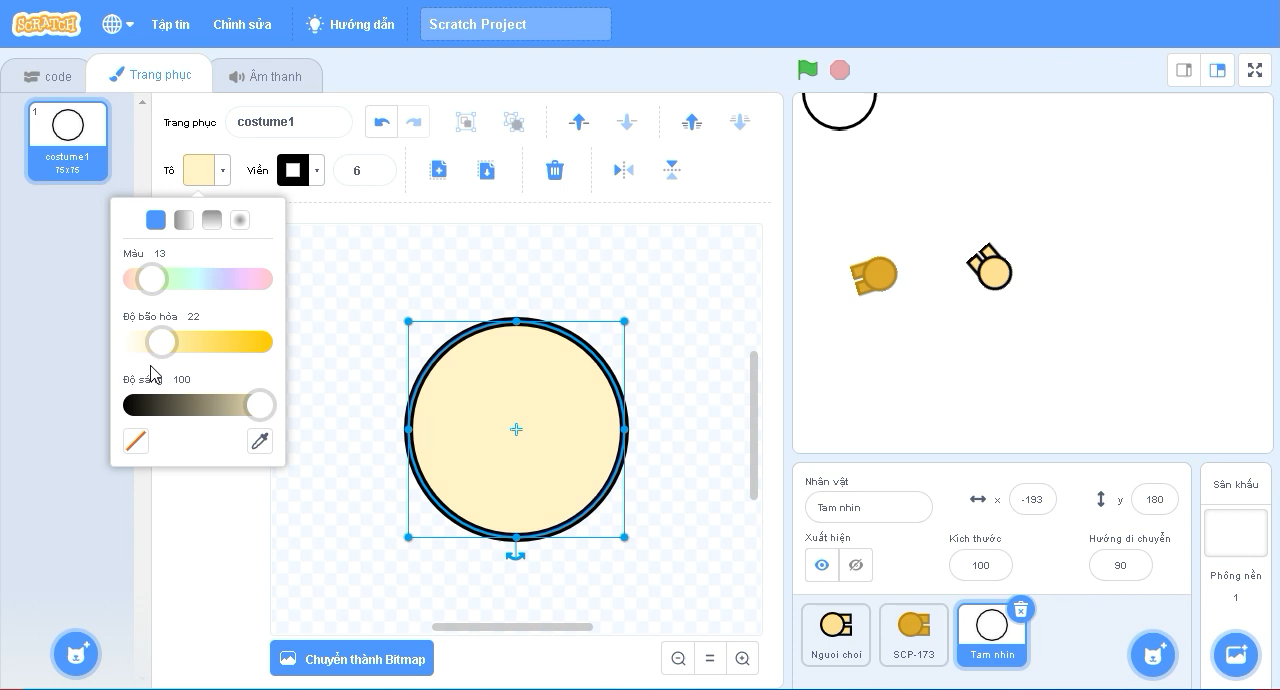 SCRATCH
Tập tin
Chỉnh sửa
Hướng dẫn
Scratch Project
code
Trang phục
Âm thanh
1
costume1
75x75
Trang phục
costume1
Tô
Viền
6
Màu 13
Độ bão hòa 22
Độ sá 100
Chuyển thành Bitmap
Nhân vật
Tam nhin
x
-193
y
180
Xuất hiện
Kích thước
Hướng di chuyển
100
90
Nguoi choi
SCP-173
Tam nhin
Sân khấu
Phông nền
1